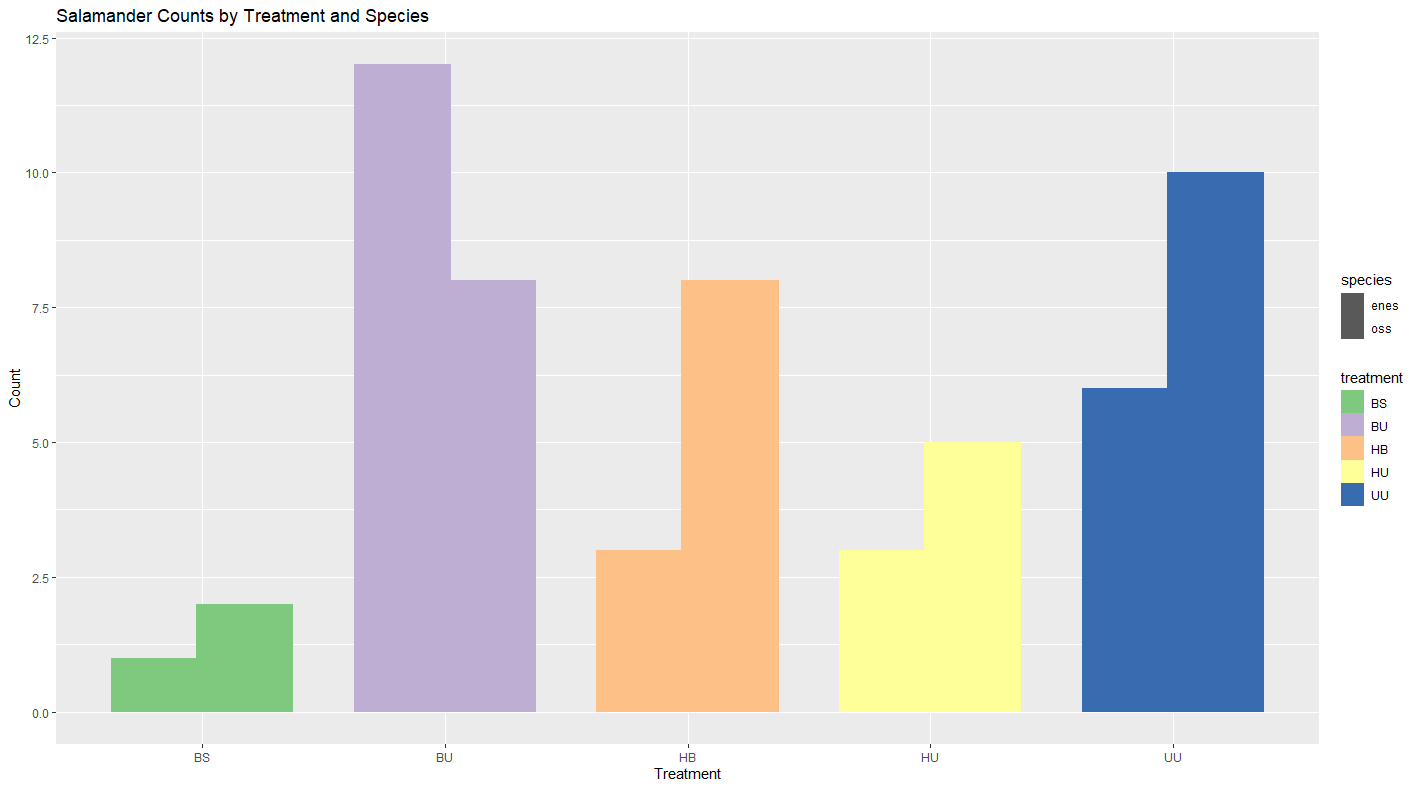 Salamander Counts by Treatment and Species
12.5
10.0
7.5
5.0
2.5
0.0
Count
BS BU HB HU UU
Treatment
species
enes
oss
treatment
BS
BU
HB
HU
UU